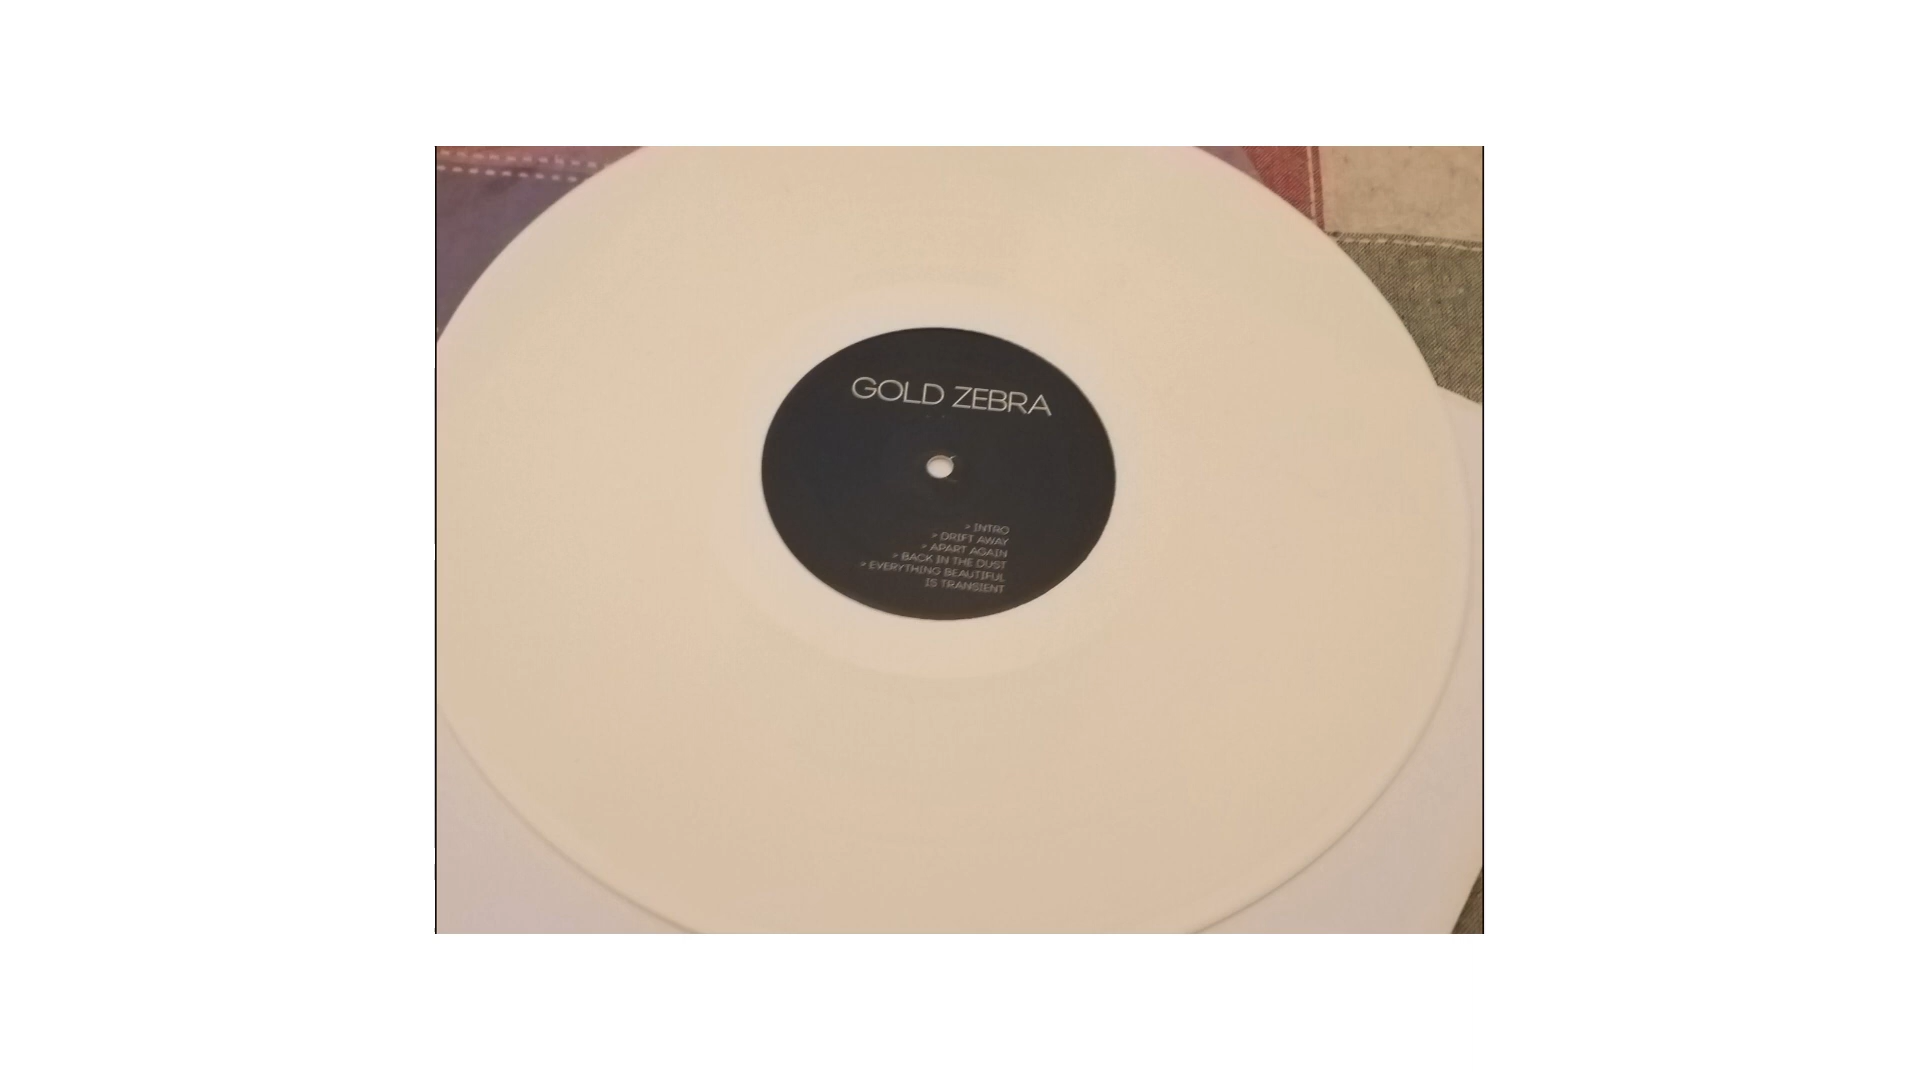 GOLD ZEBRA
> INTRO
> DRIFT AWAY
> APART AGAIN
> BACK IN THE DUST
> EVERYTHING BEAUTIFUL
IS TRANSIENT